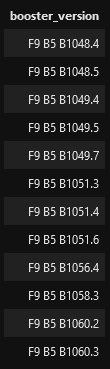 booster_version
F9 B5 B1048.4
F9 B5 B1048.5
F9 B5 B1049.4
F9 B5 B1049.5
F9 B5 B1049.7
F9 B5 B1051.3
F9 B5 B1051.4
F9 B5 B1051.6
F9 B5 B1056.4
F9 B5 B1058.3
F9 B5 B1060.2
F9 B5 B1060.3